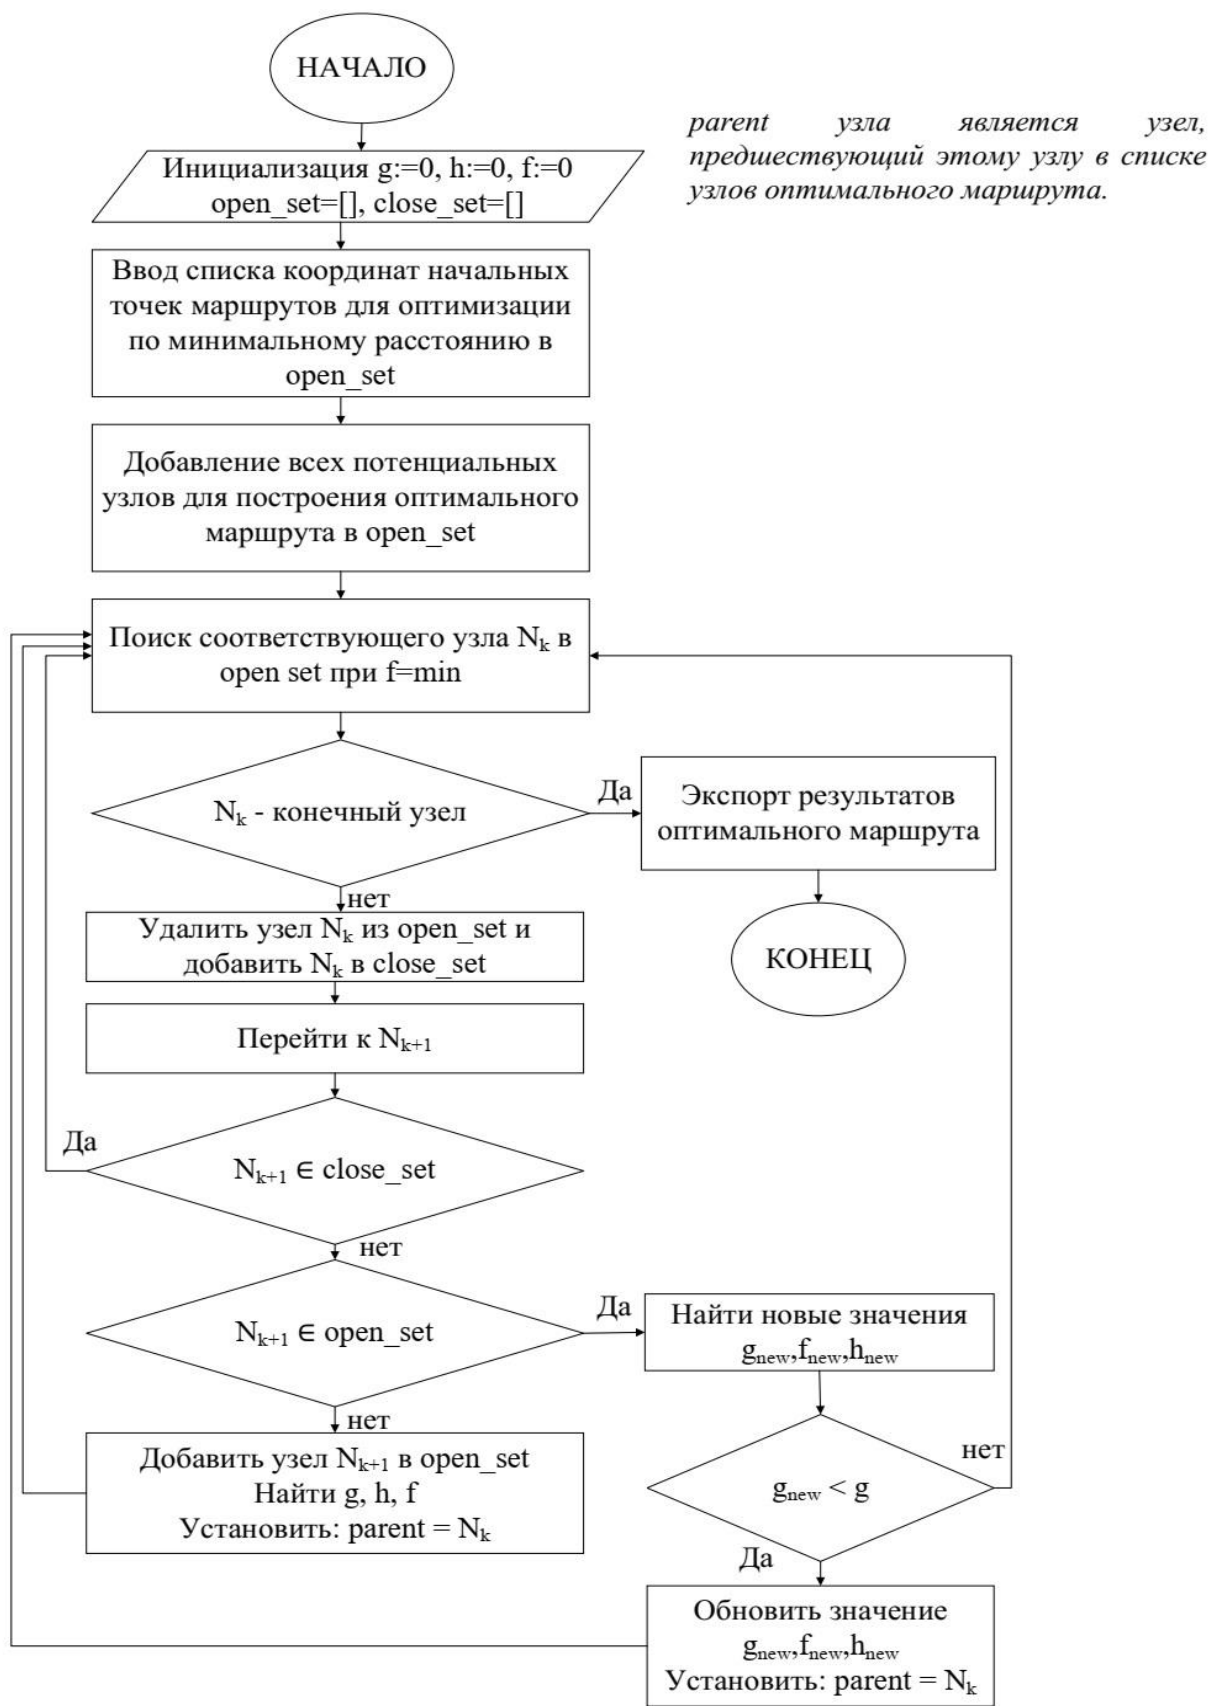 НАЧАЛО
parent узла является узел,
предшествующий этому узлу в списке
узлов оптимального маршрута.
Инициализация g:=0, h:=0, f:=0
open_set=[], close_set=[]
Ввод списка координат начальных
точек маршрутов для оптимизации
по минимальному расстоянию в
open_set
Добавление всех потенциальных
узлов для построения оптимального
маршрута в open_set
Поиск соответствующего узла Nk в
open set при f=min
Nk - конечный узел
Да
Экспорт результатов
оптимального маршрута
КОНЕЦ
нет
Удалить узел Nk из open_set и
добавить Nk в close_set
Перейти к Nk+1
Да
Nk+1 ∈ close_set
нет
Nk+1 ∈ open_set
Да
Найти новые значения
gnew,fnew,hnew
нет
Добавить узел Nk+1 в open_set
Найти g, h, f
Установить: parent = Nk
gnew < g
нет
Да
Обновить значение
gnew,fnew,hnew
Установить: parent = Nk